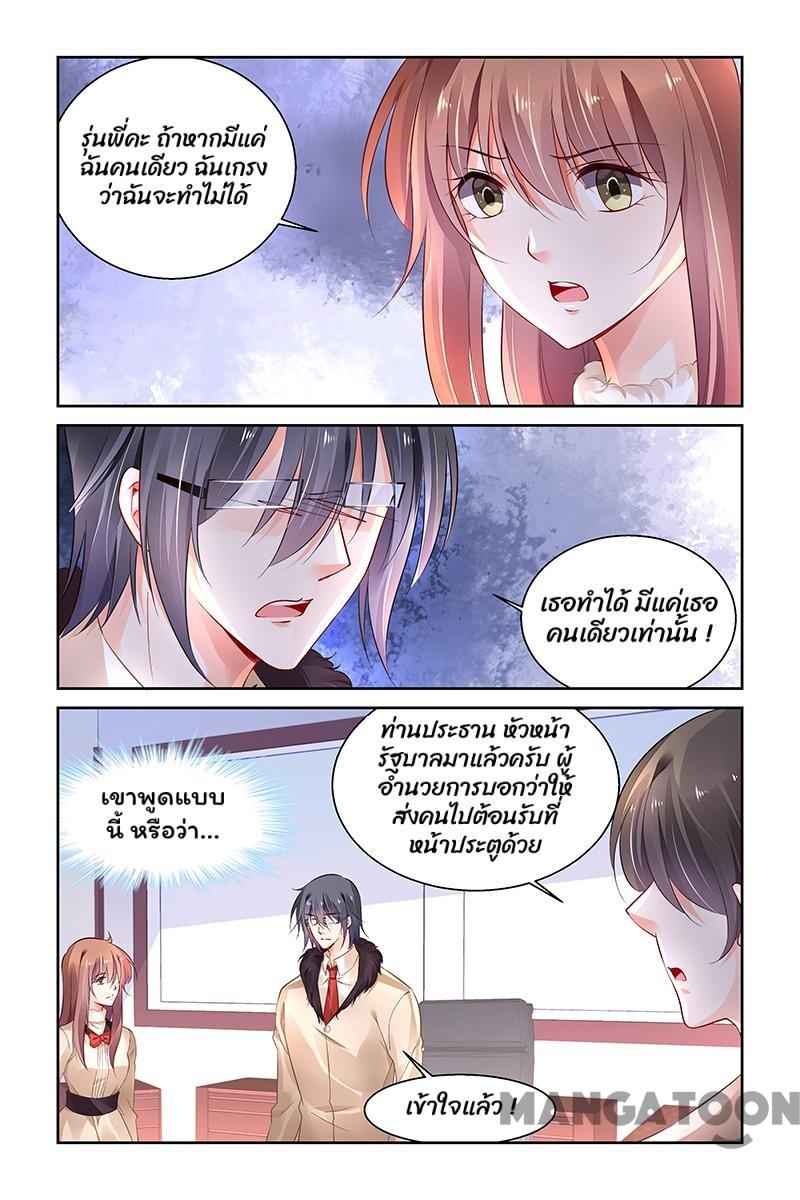 รุ่นพี่คะ ถ้าหากมีแค่
ฉันคนเดียว ฉันเกรง
ว่าฉันจะทำไม่ได้
เธอทำได้ มีแค่เธอ
คนเดียวเท่านั้น !
เขาพูดแบบ
นี้ หรือว่า...
ท่านประธาน หัวหน้า
รัฐบาลมาแล้วครับ ผู้
อำนวยการบอกว่าให้
ส่งคนไปต้อนรับที่
หน้าประตูด้วย
เข้าใจแล้ว !
MANGATOON